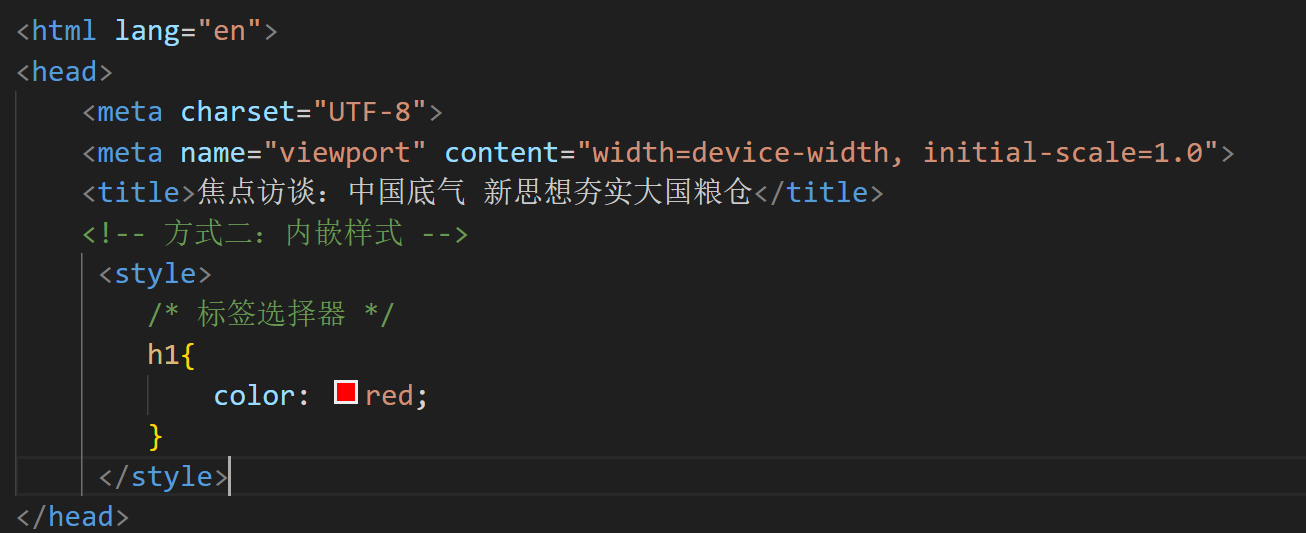 <html lang="en">
<head>
<meta charset="UTF-8">
<meta name="viewport" content="width=device-width, initial-scale=1.0">
<title>焦点访谈：中国底气 新思想夯实大国粮仓</title>
<!-- 方式二：内嵌样式 -->
<style>
/* 标签选择器 */
h1{
color: red;
}
</style>
</head>